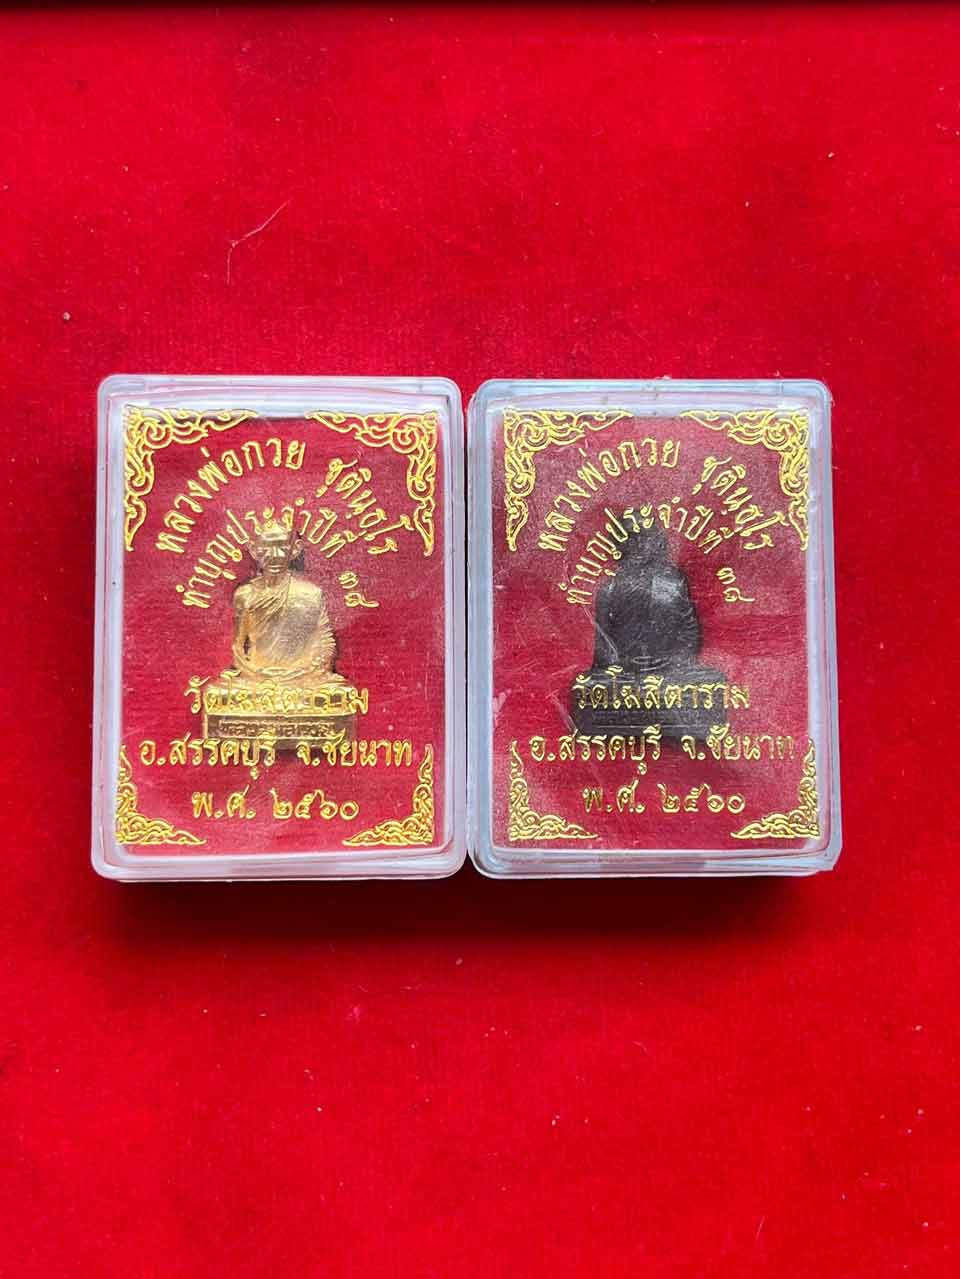 หลวงพ่อกวย ชุตินฺธโร
ทำบุญประจำปีที่ ๓๘
วัดโฆสิตาราม
อ.สรรคบุรี จ.ชัยนาท
พ.ศ. ๒๕๖๐
หลวงพ่อกวย ชุตินฺธโร
ทำบุญประจำปีที่ ๓๘
วัดโฆสิตาราม
อ.สรรคบุรี จ.ชัยนาท
พ.ศ. ๒๕๖๐